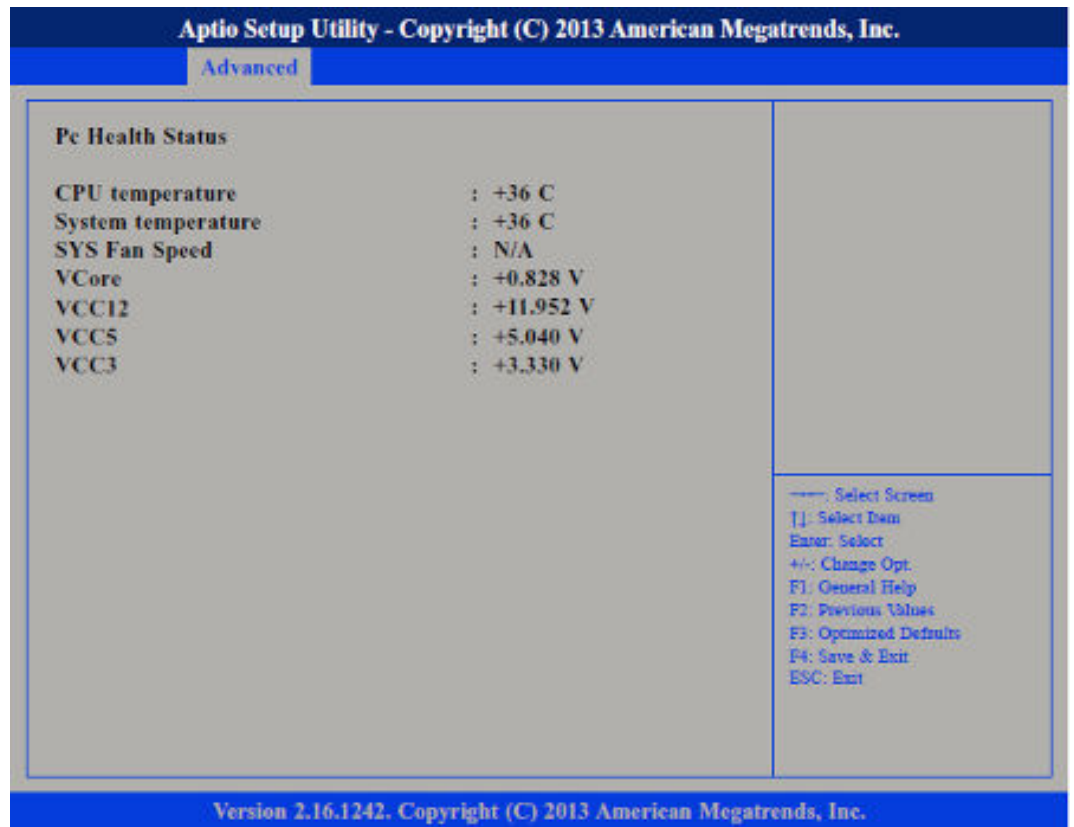 Aptio Setup Utility - Copyright (C) 2013 American Megatrends, Inc.
Advanced
Pc Health Status
CPU temperature : +36 C
System temperature : +36 C
SYS Fan Speed : N/A
VCore : +0.828 V
VCC12 : +11.952 V
VCC5 : +5.040 V
VCC3 : +3.330 V
→←: Select Screen
↑↓: Select Item
Enter: Select
+/-: Change Opt.
F1: General Help
F2: Previous Values
F3: Optimized Defaults
F4: Save & Exit
ESC: Exit
Version 2.16.1242. Copyright (C) 2013 American Megatrends, Inc.